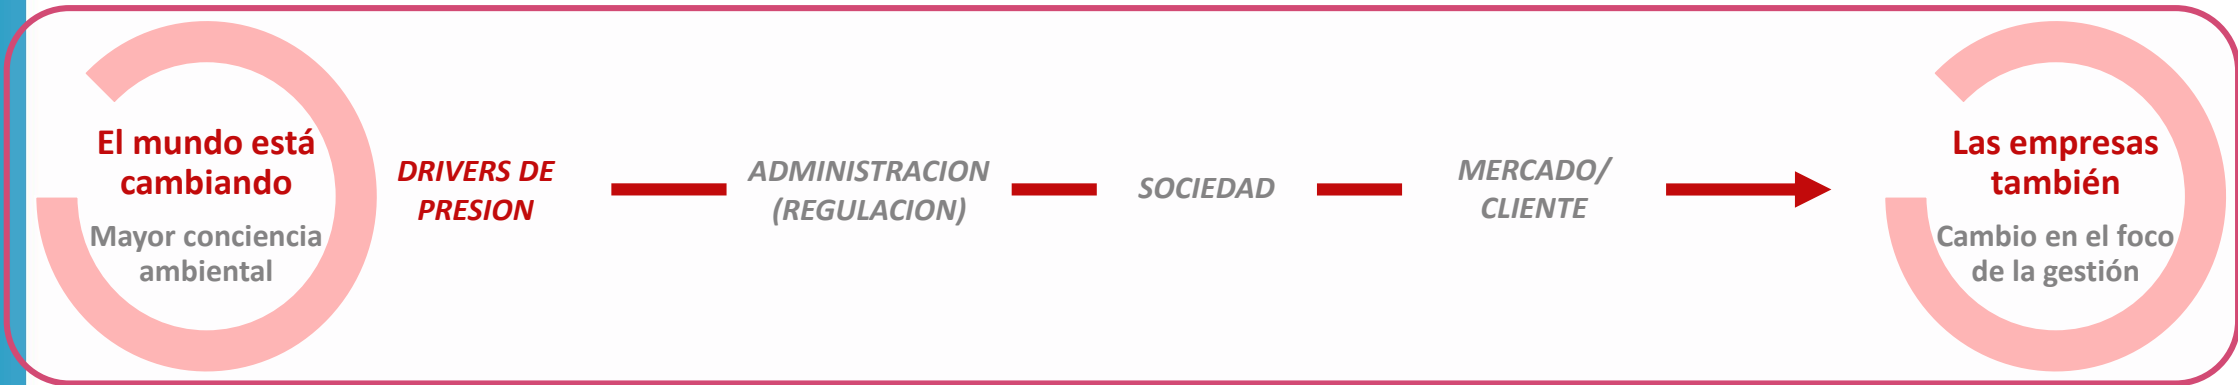 El mundo está
cambiando
Mayor conciencia
ambiental
DRIVERS DE
PRESION
ADMINISTRACION
(REGULACION)
SOCIEDAD
MERCADO/
CLIENTE
Las empresas
también
Cambio en el foco
de la gestión